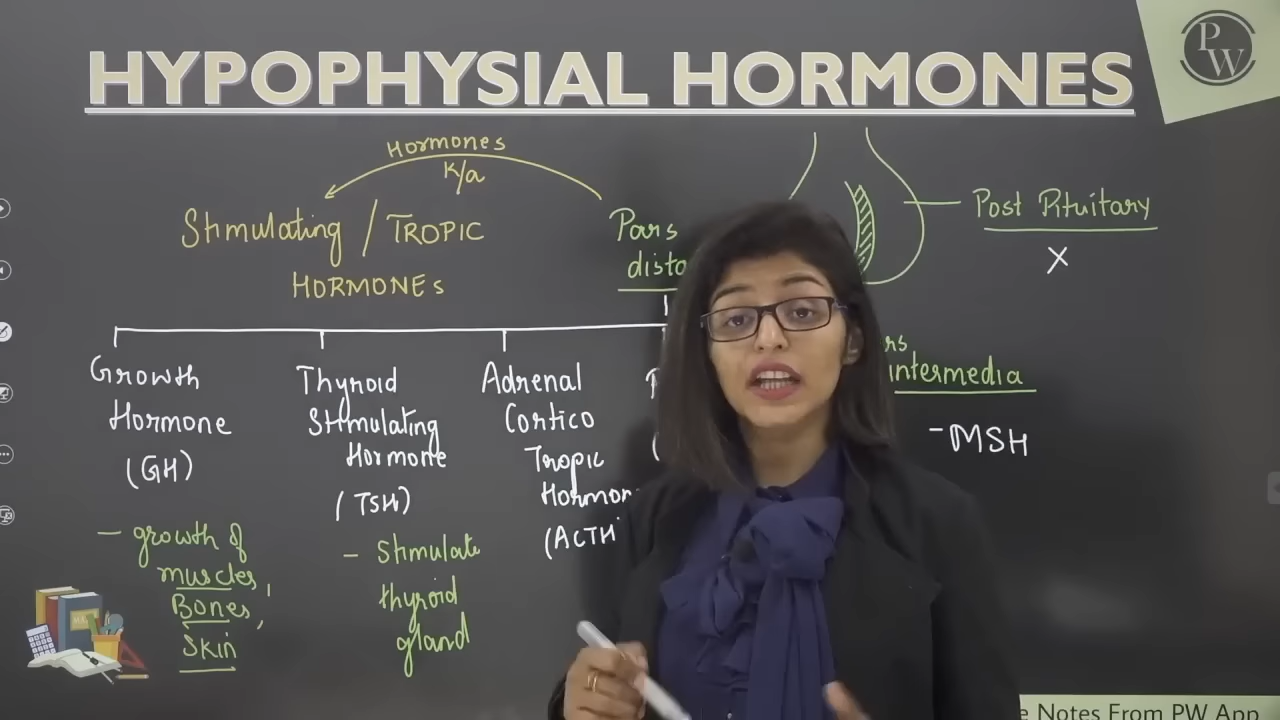 HYPOPHYSIAL HORMONES
PW
Hormones
K/a
Stimulating / TROPIC
HORMONEs
Pars
dista
Post Pituitary
X
Growth
Hormone
(GH)
- growth of
muscles,
Bones,
Skin
Thyroid
Stimulating
Hormone
(TSH)
- Stimulate
thyroid
gland
Adrenal
Cortico
Tropic
Hormon
(ACTH
rs
intermedia
-MSH
e Notes From PW App